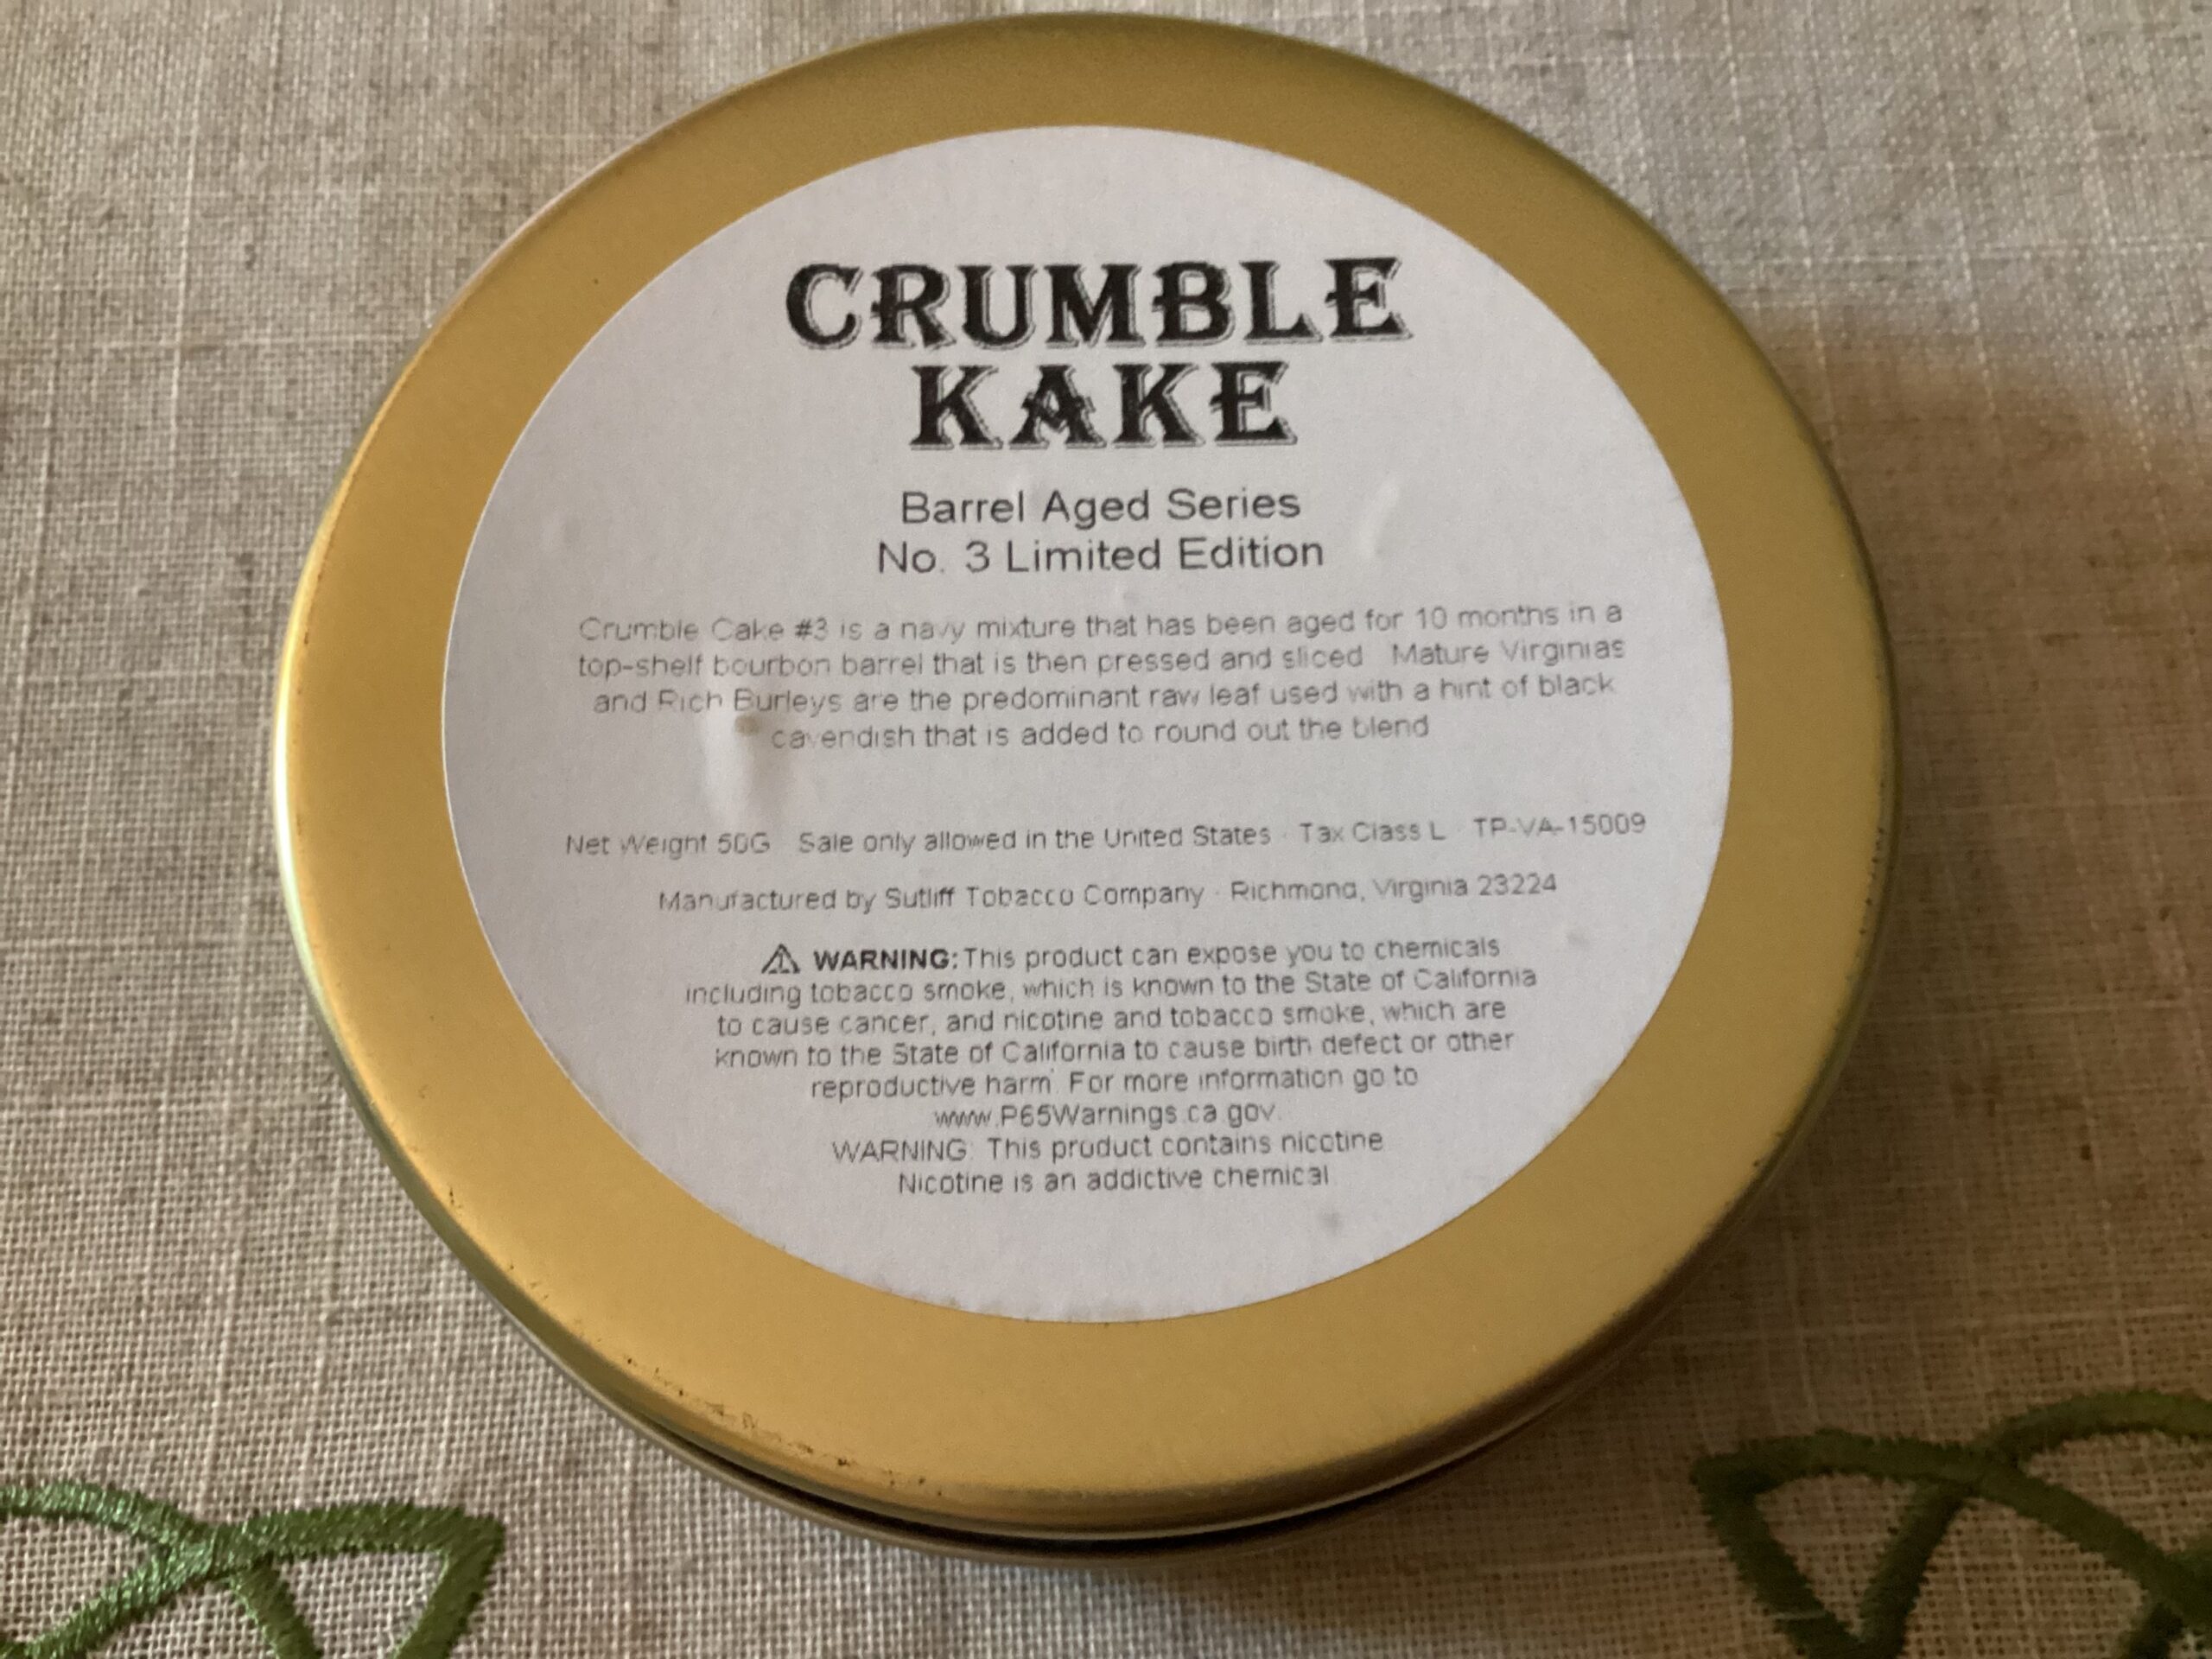 CRUMBLE
KAKE
Barrel Aged Series
No. 3 Limited Edition
Crumble Cake #3 is a navy mixture that has been aged for 10 months in a
top-shelf bourbon barrel that is then pressed and sliced Mature Virginias
and Rich Burleys are the predominant raw leaf used with a hint of black
cavendish that is added to round out the blend
Net Weight 50G Sale only allowed in the United States · Tax Class L · TP-VA-15009
Manufactured by Sutliff Tobacco Company · Richmond, Virginia 23224
⚠ WARNING: This product can expose you to chemicals
including tobacco smoke, which is known to the State of California
to cause cancer, and nicotine and tobacco smoke, which are
known to the State of California to cause birth defect or other
reproductive harm. For more information go to
www.P65Warnings.ca.gov.
WARNING: This product contains nicotine
Nicotine is an addictive chemical